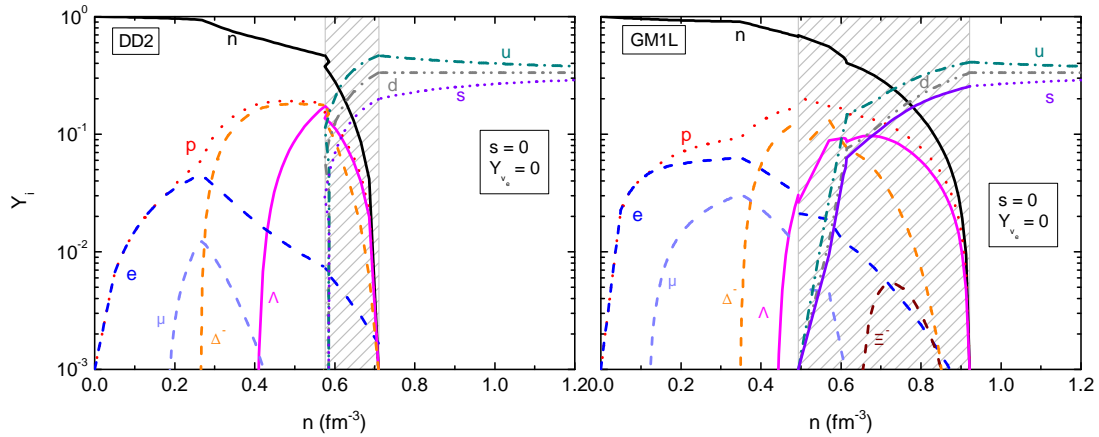 DD2
n
u
d
s
p
e
μ
Δ⁻
Λ
s = 0
Y_νe = 0
Y_i
10⁰
10⁻¹
10⁻²
10⁻³
0.0 0.2 0.4 0.6 0.8 1.0 1.2
n (fm⁻³)
GM1L
n
u
d
s
p
e
μ
Δ⁻
Λ
Ξ⁻
s = 0
Y_νe = 0
0.0 0.2 0.4 0.6 0.8 1.0 1.2
n (fm⁻³)